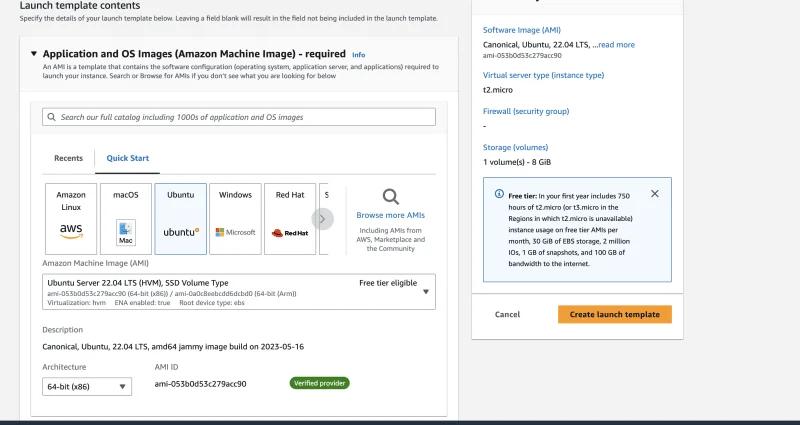 Launch template contents
Specify the details of your launch template below. Leaving a field blank will result in the field not being included in the launch template.
Application and OS Images (Amazon Machine Image) - required Info
An AMI is a template that contains the software configuration (operating system, application server, and applications) required to
launch your instance. Search or Browse for AMIs if you don't see what you are looking for below
Search our full catalog including 1000s of application and OS images
Recents
Quick Start
Amazon
Linux
aws
macOS
Mac
Ubuntu
ubuntu
Windows
Microsoft
Red Hat
Red Hat
S
Browse more AMIs
Including AMIs from
AWS, Marketplace and
the Community
Amazon Machine Image (AMI)
Ubuntu Server 22.04 LTS (HVM), SSD Volume Type
Free tier eligible
ami-053b0d53c279acc90 (64-bit (x86)) / ami-0a0c8eebcdd6dcbd0 (64-bit (Arm))
Virtualization: hvm ENA enabled: true Root device type: ebs
Description
Canonical, Ubuntu, 22.04 LTS, amd64 jammy image build on 2023-05-16
Architecture
AMI ID
64-bit (x86)
ami-053b0d53c279acc90
Verified provider
Software Image (AMI)
Canonical, Ubuntu, 22.04 LTS, ...read more
ami-053b0d53c279acc90
Virtual server type (instance type)
t2.micro
Firewall (security group)
-
Storage (volumes)
1 volume(s) - 8 GiB
Free tier: In your first year includes 750
hours of t2.micro (or t3.micro in the
Regions in which t2.micro is unavailable)
instance usage on free tier AMIs per
month, 30 GiB of EBS storage, 2 million
IOs, 1 GB of snapshots, and 100 GB of
bandwidth to the internet.
Cancel
Create launch template